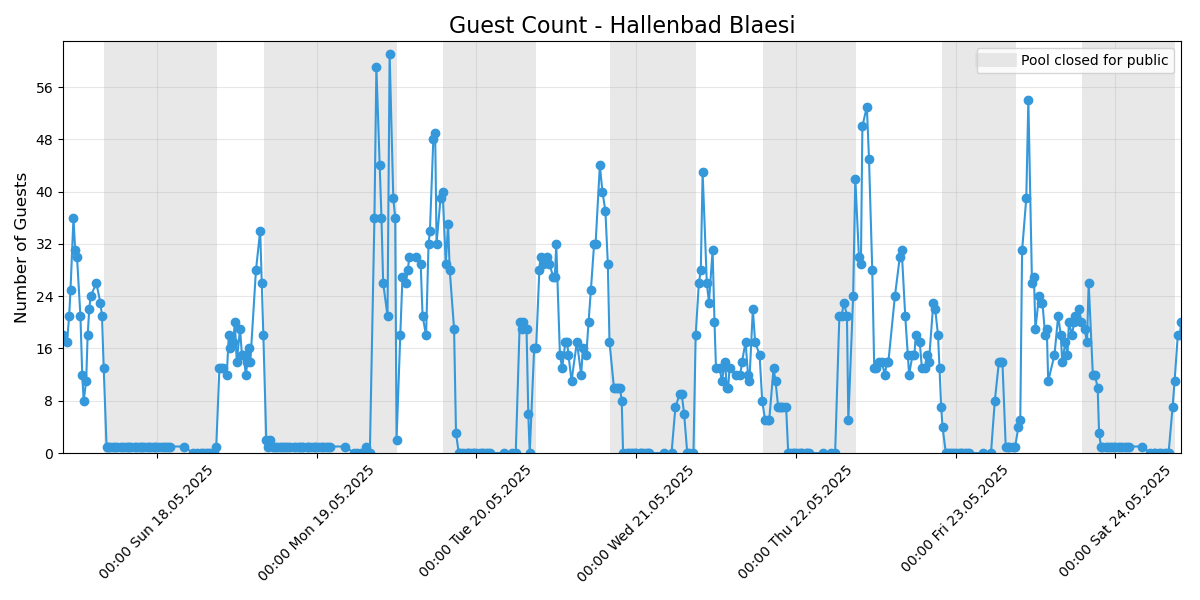 Guest Count - Hallenbad Blaesi
Pool closed for public
Number of Guests
56
48
40
32
24
16
8
0
00:00 Sun 18.05.2025
00:00 Mon 19.05.2025
00:00 Tue 20.05.2025
00:00 Wed 21.05.2025
00:00 Thu 22.05.2025
00:00 Fri 23.05.2025
00:00 Sat 24.05.2025